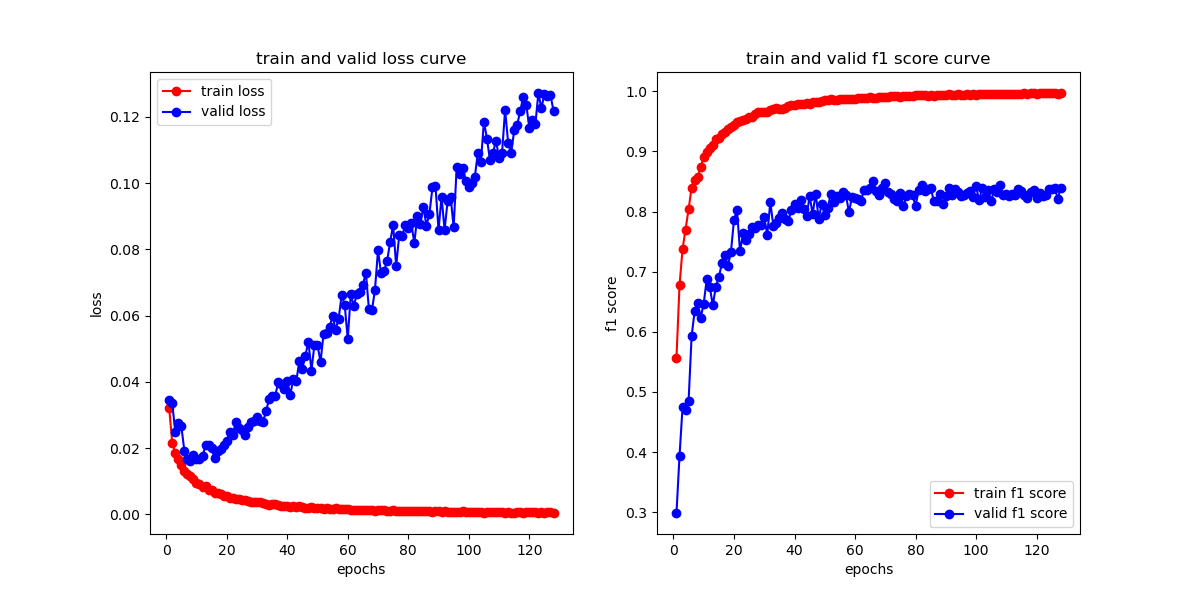 train and valid loss curve
train loss
valid loss
0.12
0.10
0.08
0.06
0.04
0.02
0.00
loss
0 20 40 60 80 100 120
epochs
train and valid f1 score curve
1.0
0.9
0.8
0.7
0.6
0.5
0.4
0.3
f1 score
train f1 score
valid f1 score
0 20 40 60 80 100 120
epochs